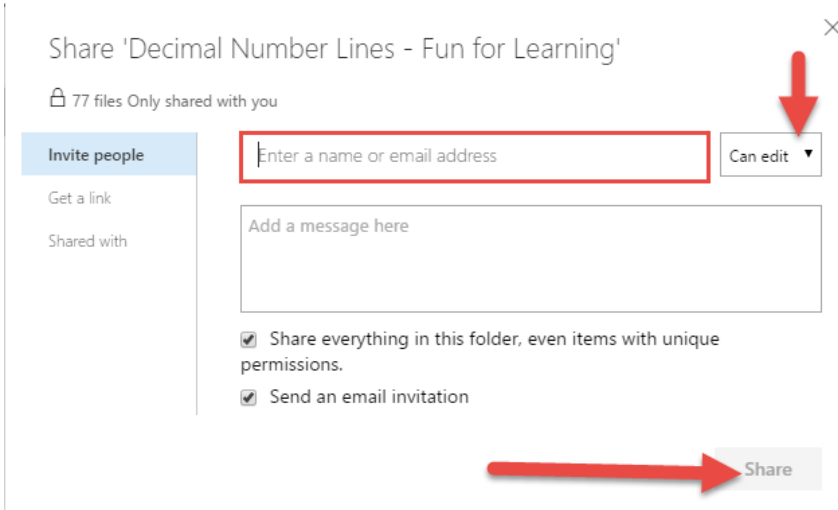 Share 'Decimal Number Lines - Fun for Learning'
77 files Only shared with you
Invite people
Get a link
Shared with
Enter a name or email address
Can edit
Add a message here
Share everything in this folder, even items with unique
permissions.
Send an email invitation
Share